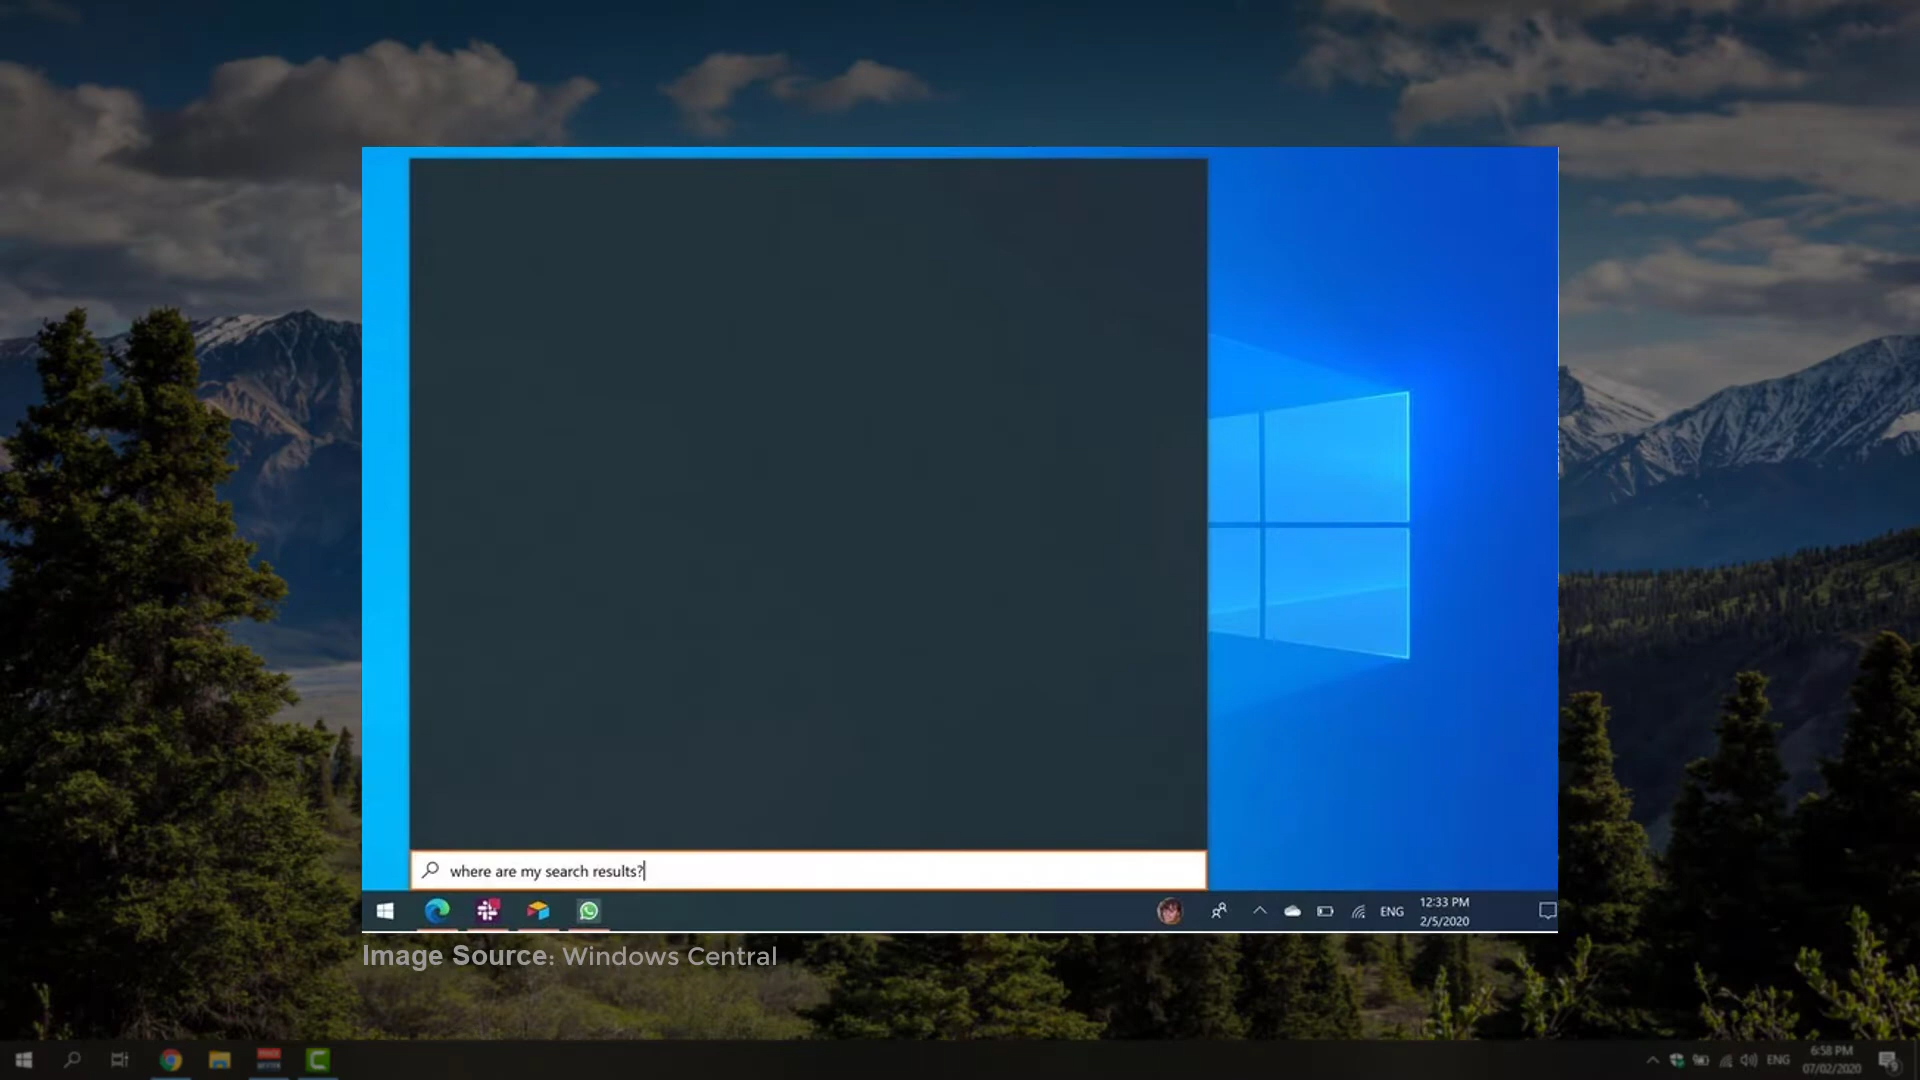 where are my search results?
ENG
12:33 PM
2/5/2020
Image Source: Windows Central
ENG
6:58 PM
07/02/2020